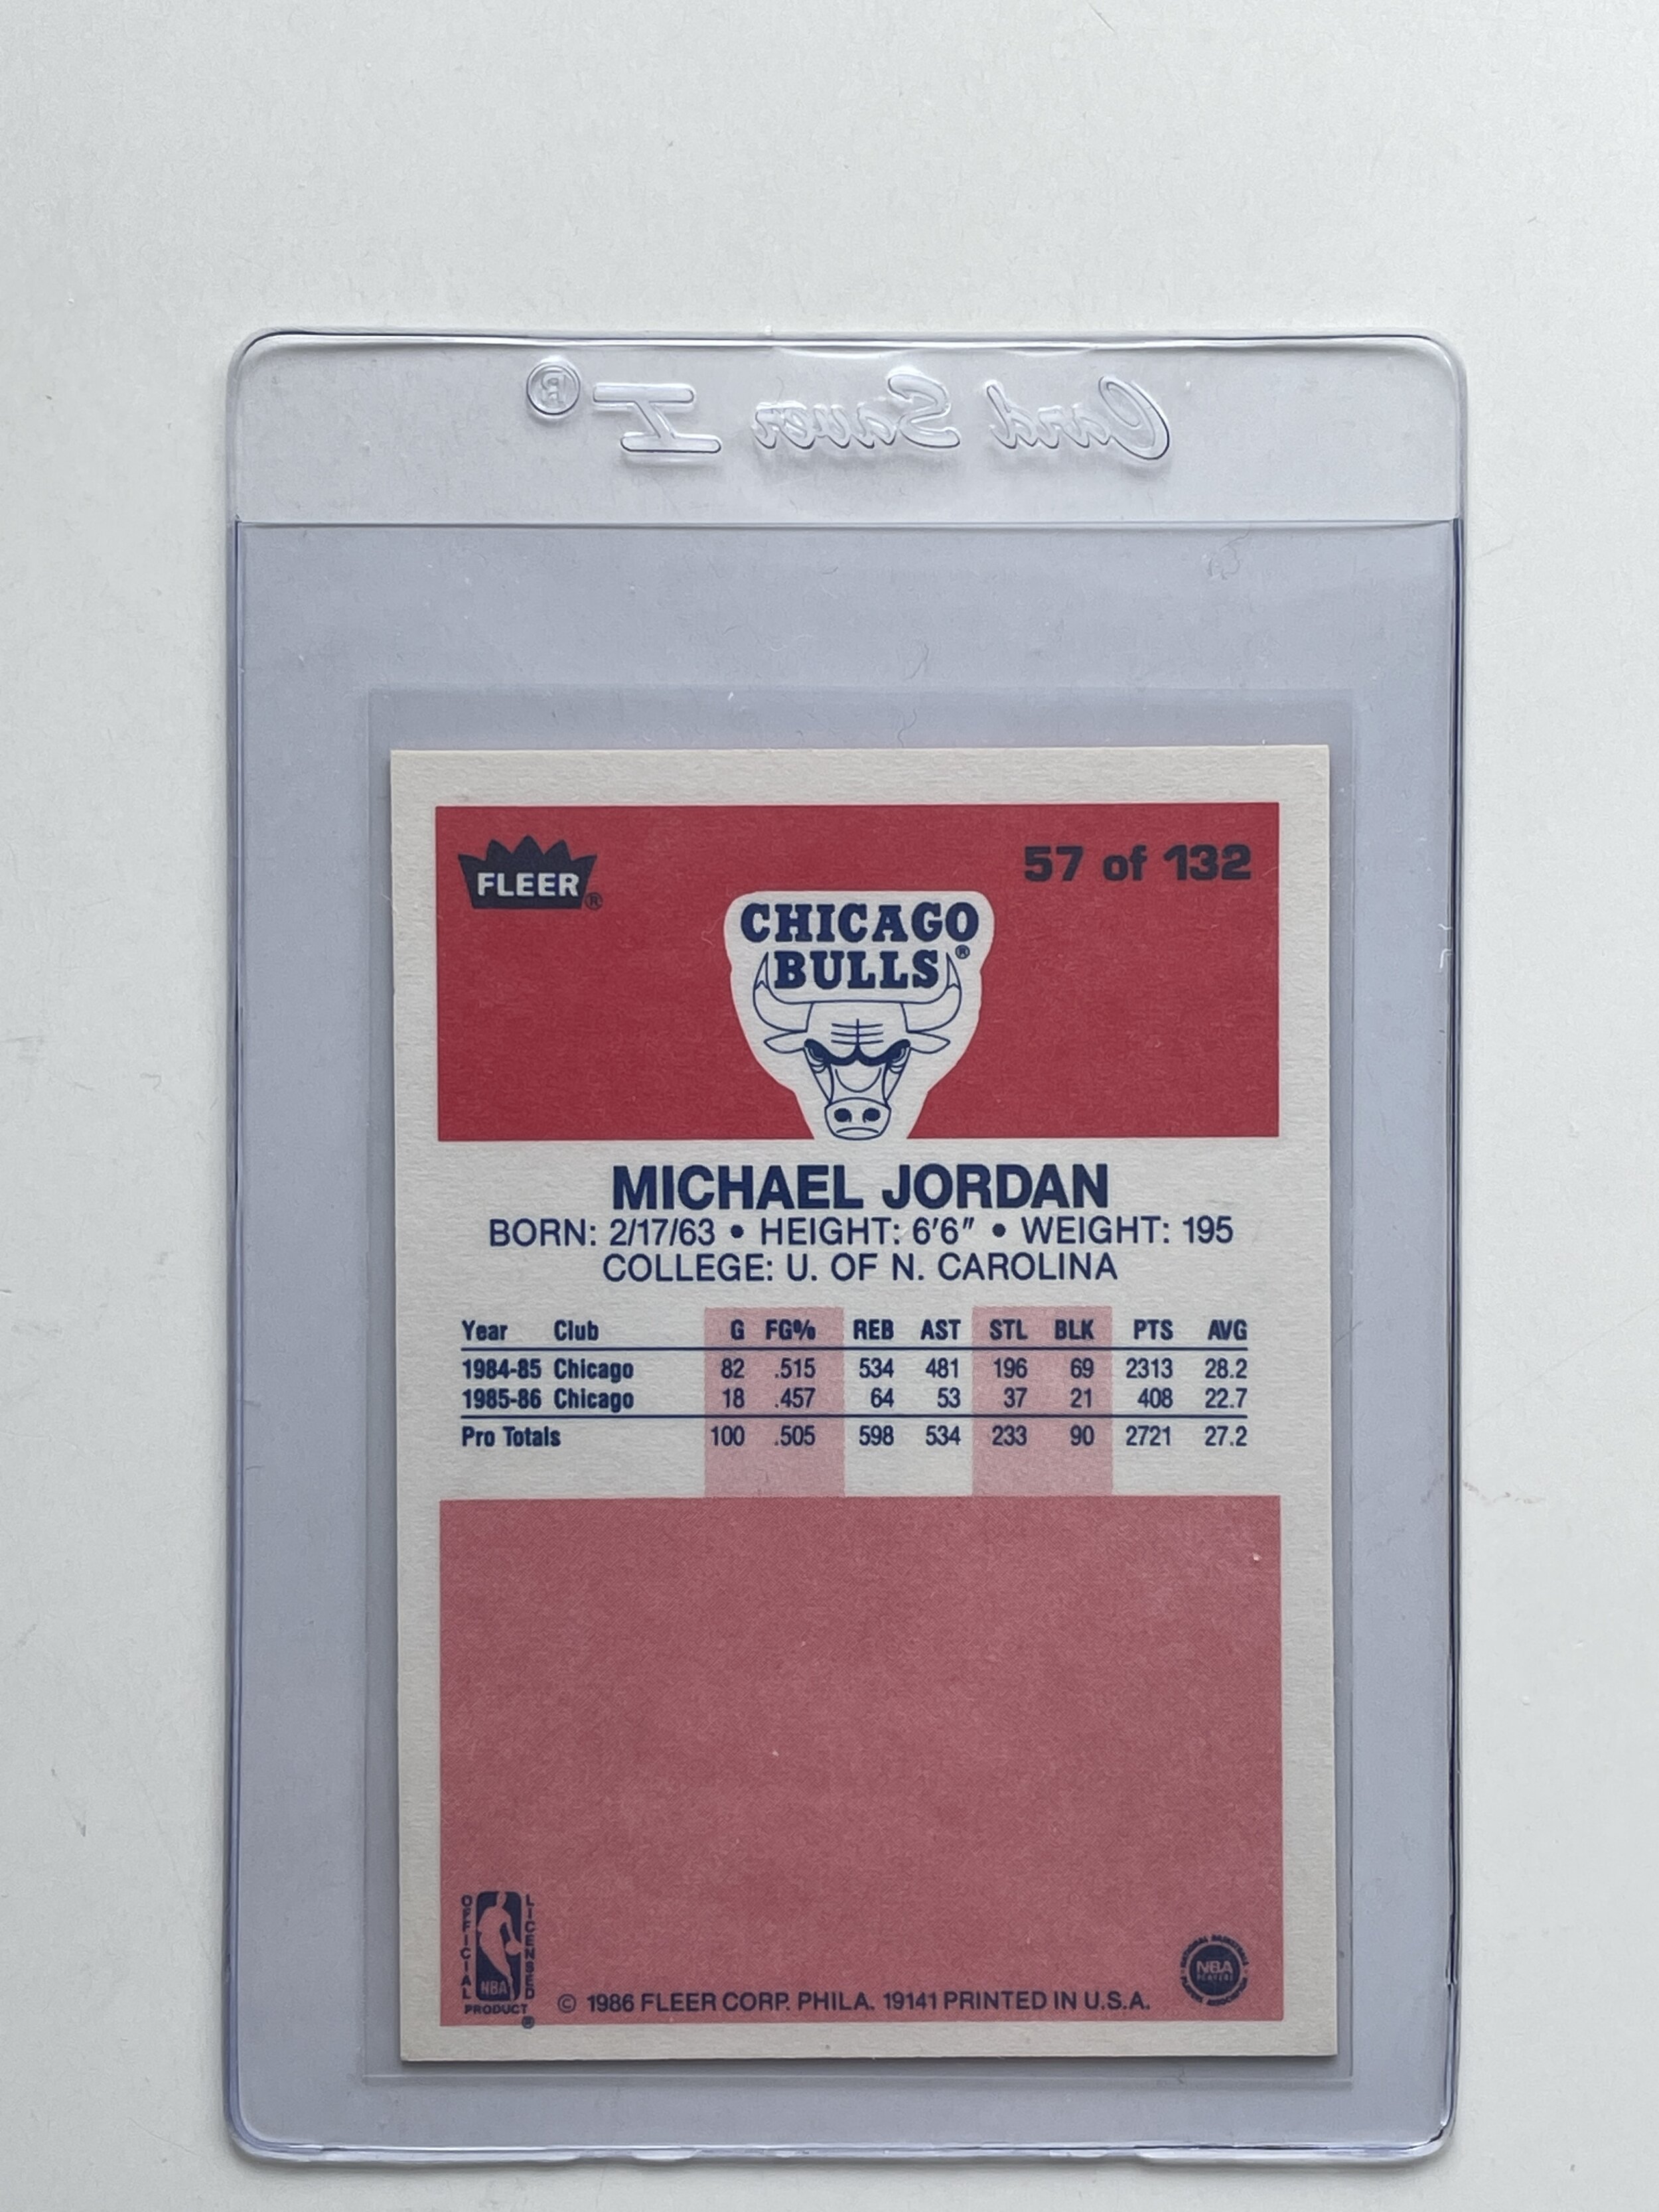 Card Saver I®
FLEER®
57 of 132
CHICAGO
BULLS®
MICHAEL JORDAN
BORN: 2/17/63 • HEIGHT: 6'6" • WEIGHT: 195
COLLEGE: U. OF N. CAROLINA
Year Club G FG% REB AST STL BLK PTS AVG
1984-85 Chicago 82 .515 534 481 196 69 2313 28.2
1985-86 Chicago 18 .457 64 53 37 21 408 22.7
Pro Totals 100 .505 598 534 233 90 2721 27.2
OFFICIAL
LICENSED
NBA
PRODUCT
®
© 1986 FLEER CORP. PHILA. 19141 PRINTED IN U.S.A.
NATIONAL BASKETBALL
NBA
PLAYERS
ASSOCIATION